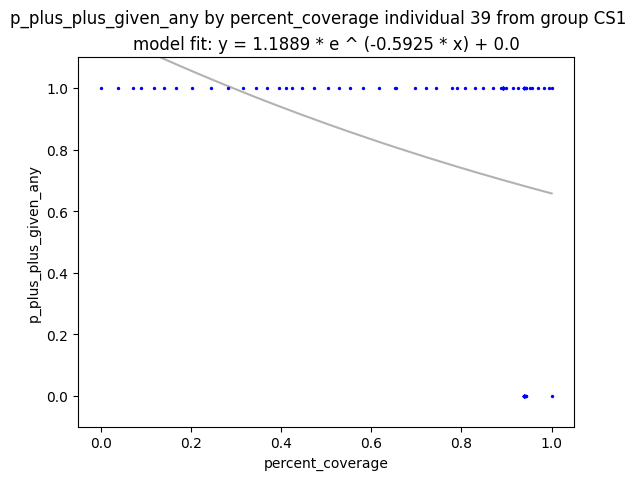 p_plus_plus_given_any by percent_coverage individual 39 from group CS1
model fit: y = 1.1889 * e ^ (-0.5925 * x) + 0.0
1.0
0.8
0.6
0.4
0.2
0.0
p_plus_plus_given_any
0.0 0.2 0.4 0.6 0.8 1.0
percent_coverage